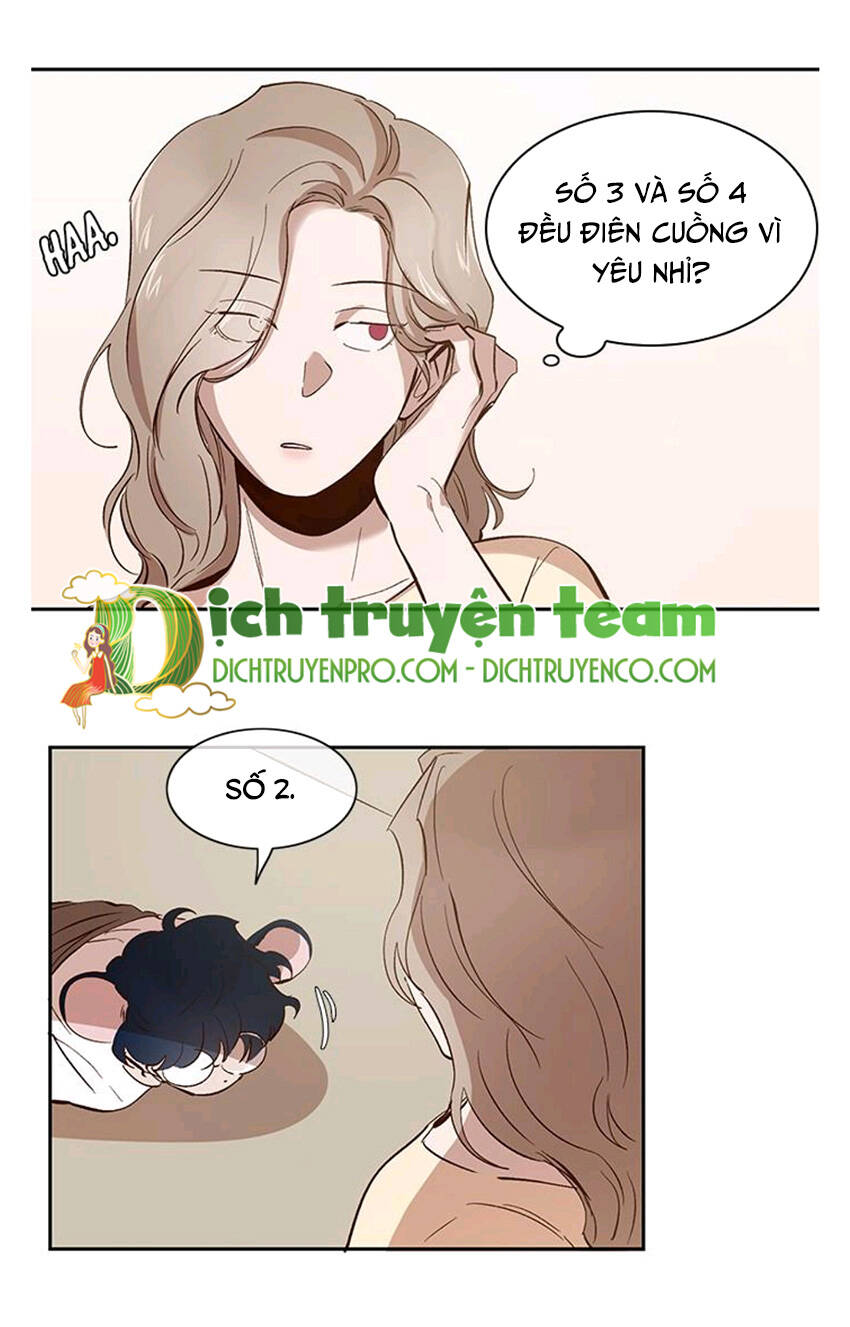 HAA.
SỐ 3 VÀ SỐ 4
ĐỀU ĐIÊN CUỒNG VÌ
YÊU NHỈ?
Dịch truyện team
DICHTRUYENPRO.COM - DICHTRUYENCO.COM
SỐ 2.